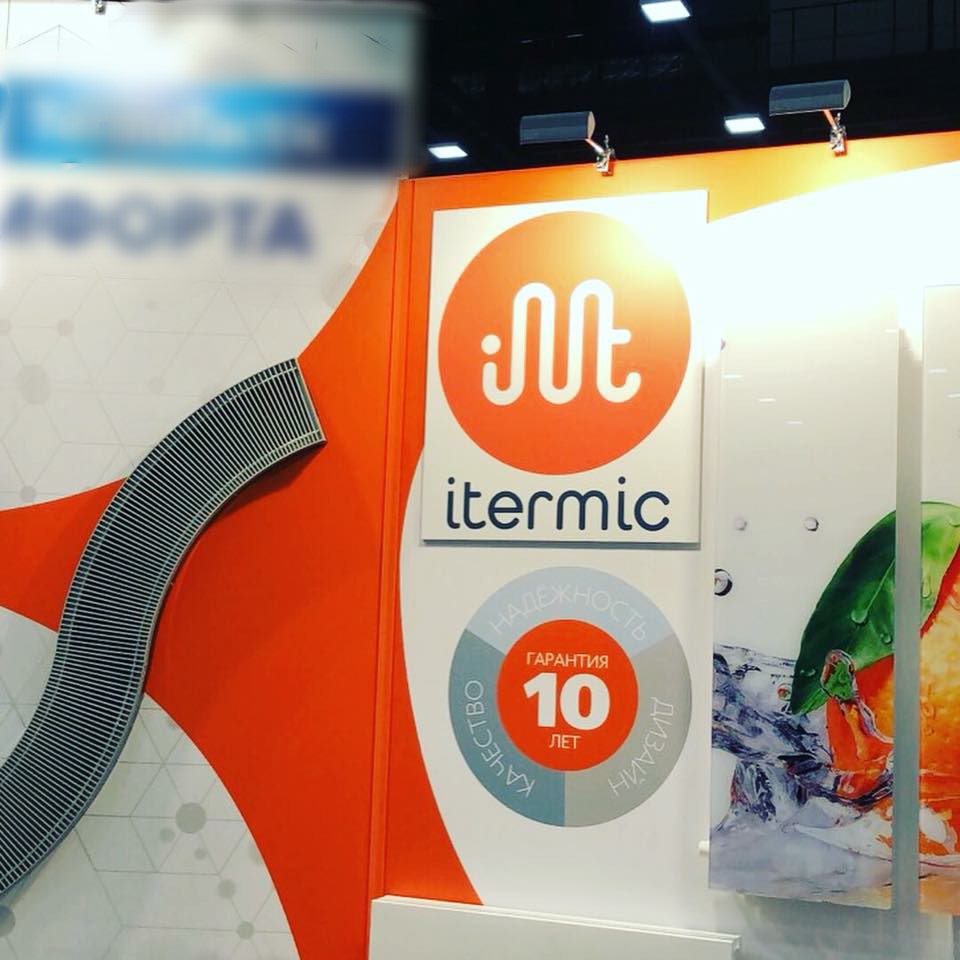 itermic
НАДЕЖНОСТЬ
ГАРАНТИЯ
10
ЛЕТ
КАЧЕСТВО
ДИЗАЙН